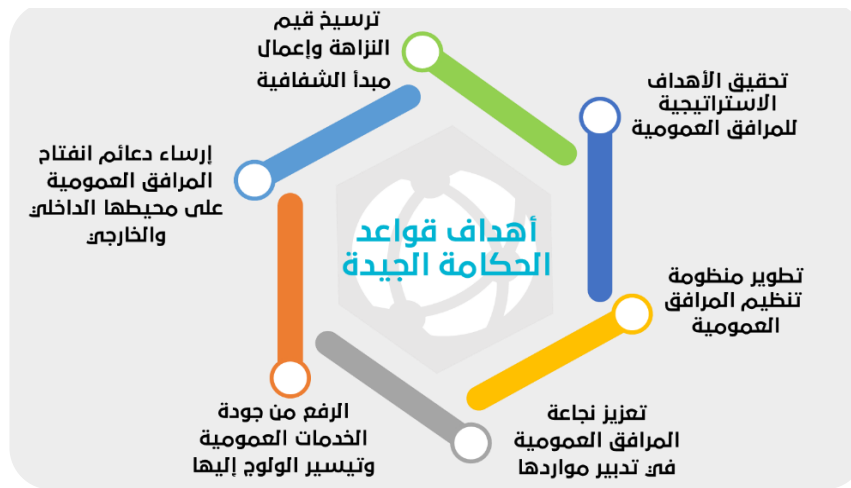 أهداف قواعد
الحكامة الجيدة
ترسيخ قيم
النزاهة وإعمال
مبدأ الشفافية
تحقيق الأهداف
الاستراتيجية
للمرافق العمومية
تطوير منظومة
تنظيم المرافق
العمومية
تعزيز نجاعة
المرافق العمومية
في تدبير مواردها
الرفع من جودة
الخدمات العمومية
وتيسير الولوج إليها
إرساء دعائم انفتاح
المرافق العمومية
على محيطها الداخلي
والخارجي